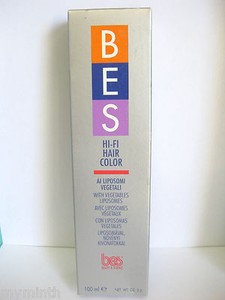 B
E
S
HI-FI
HAIR
COLOR
AI LIPOSOMI
VEGETALI
WITH VEGETABLES
LIPOSOMES
AVEC LIPOSOMES
VEGETAUX
CON LIPOSOMAS
VEGETALES
bes
100 ml e
myminth